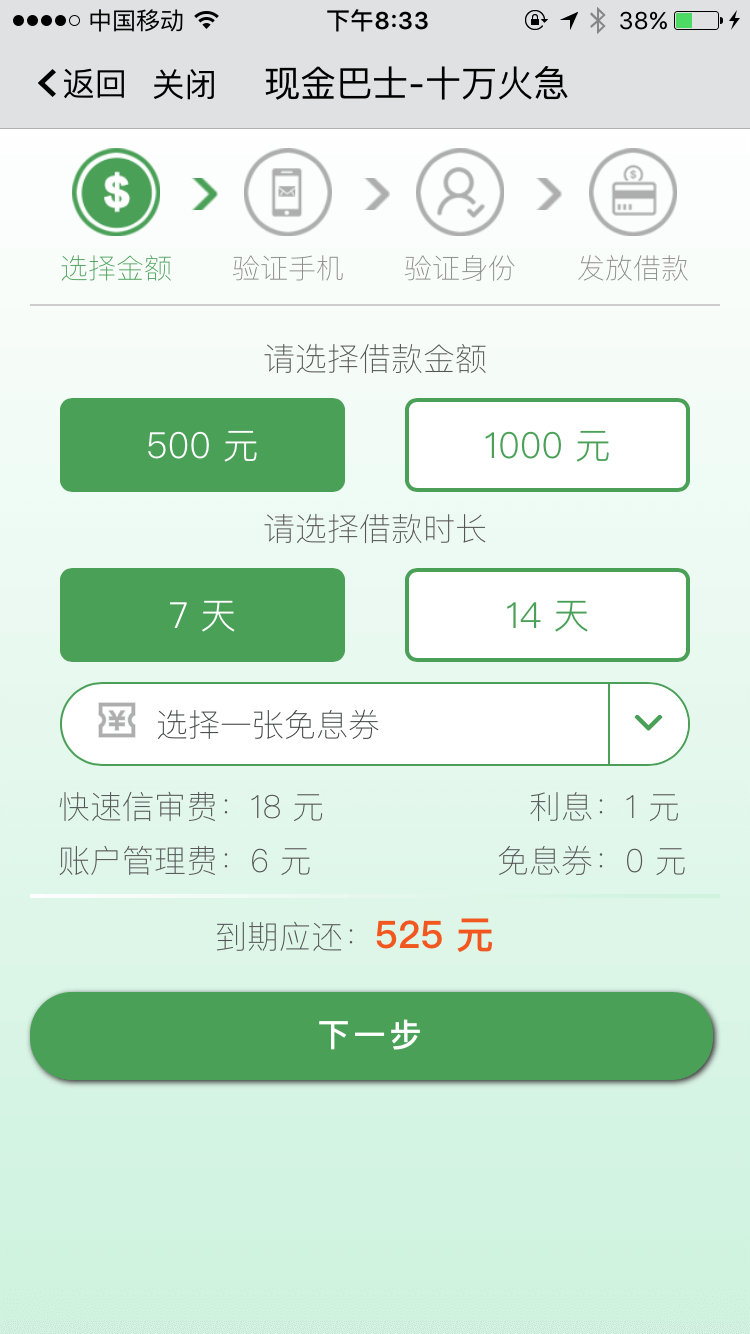 中国移动 下午8:33 38%
返回 关闭 现金巴士-十万火急
选择金额 验证手机 验证身份 发放借款
请选择借款金额
500 元 1000 元
请选择借款时长
7 天 14 天
选择一张免息券
快速信审费：18 元 利息：1 元
账户管理费：6 元 免息券：0 元
到期应还：525 元
下一步